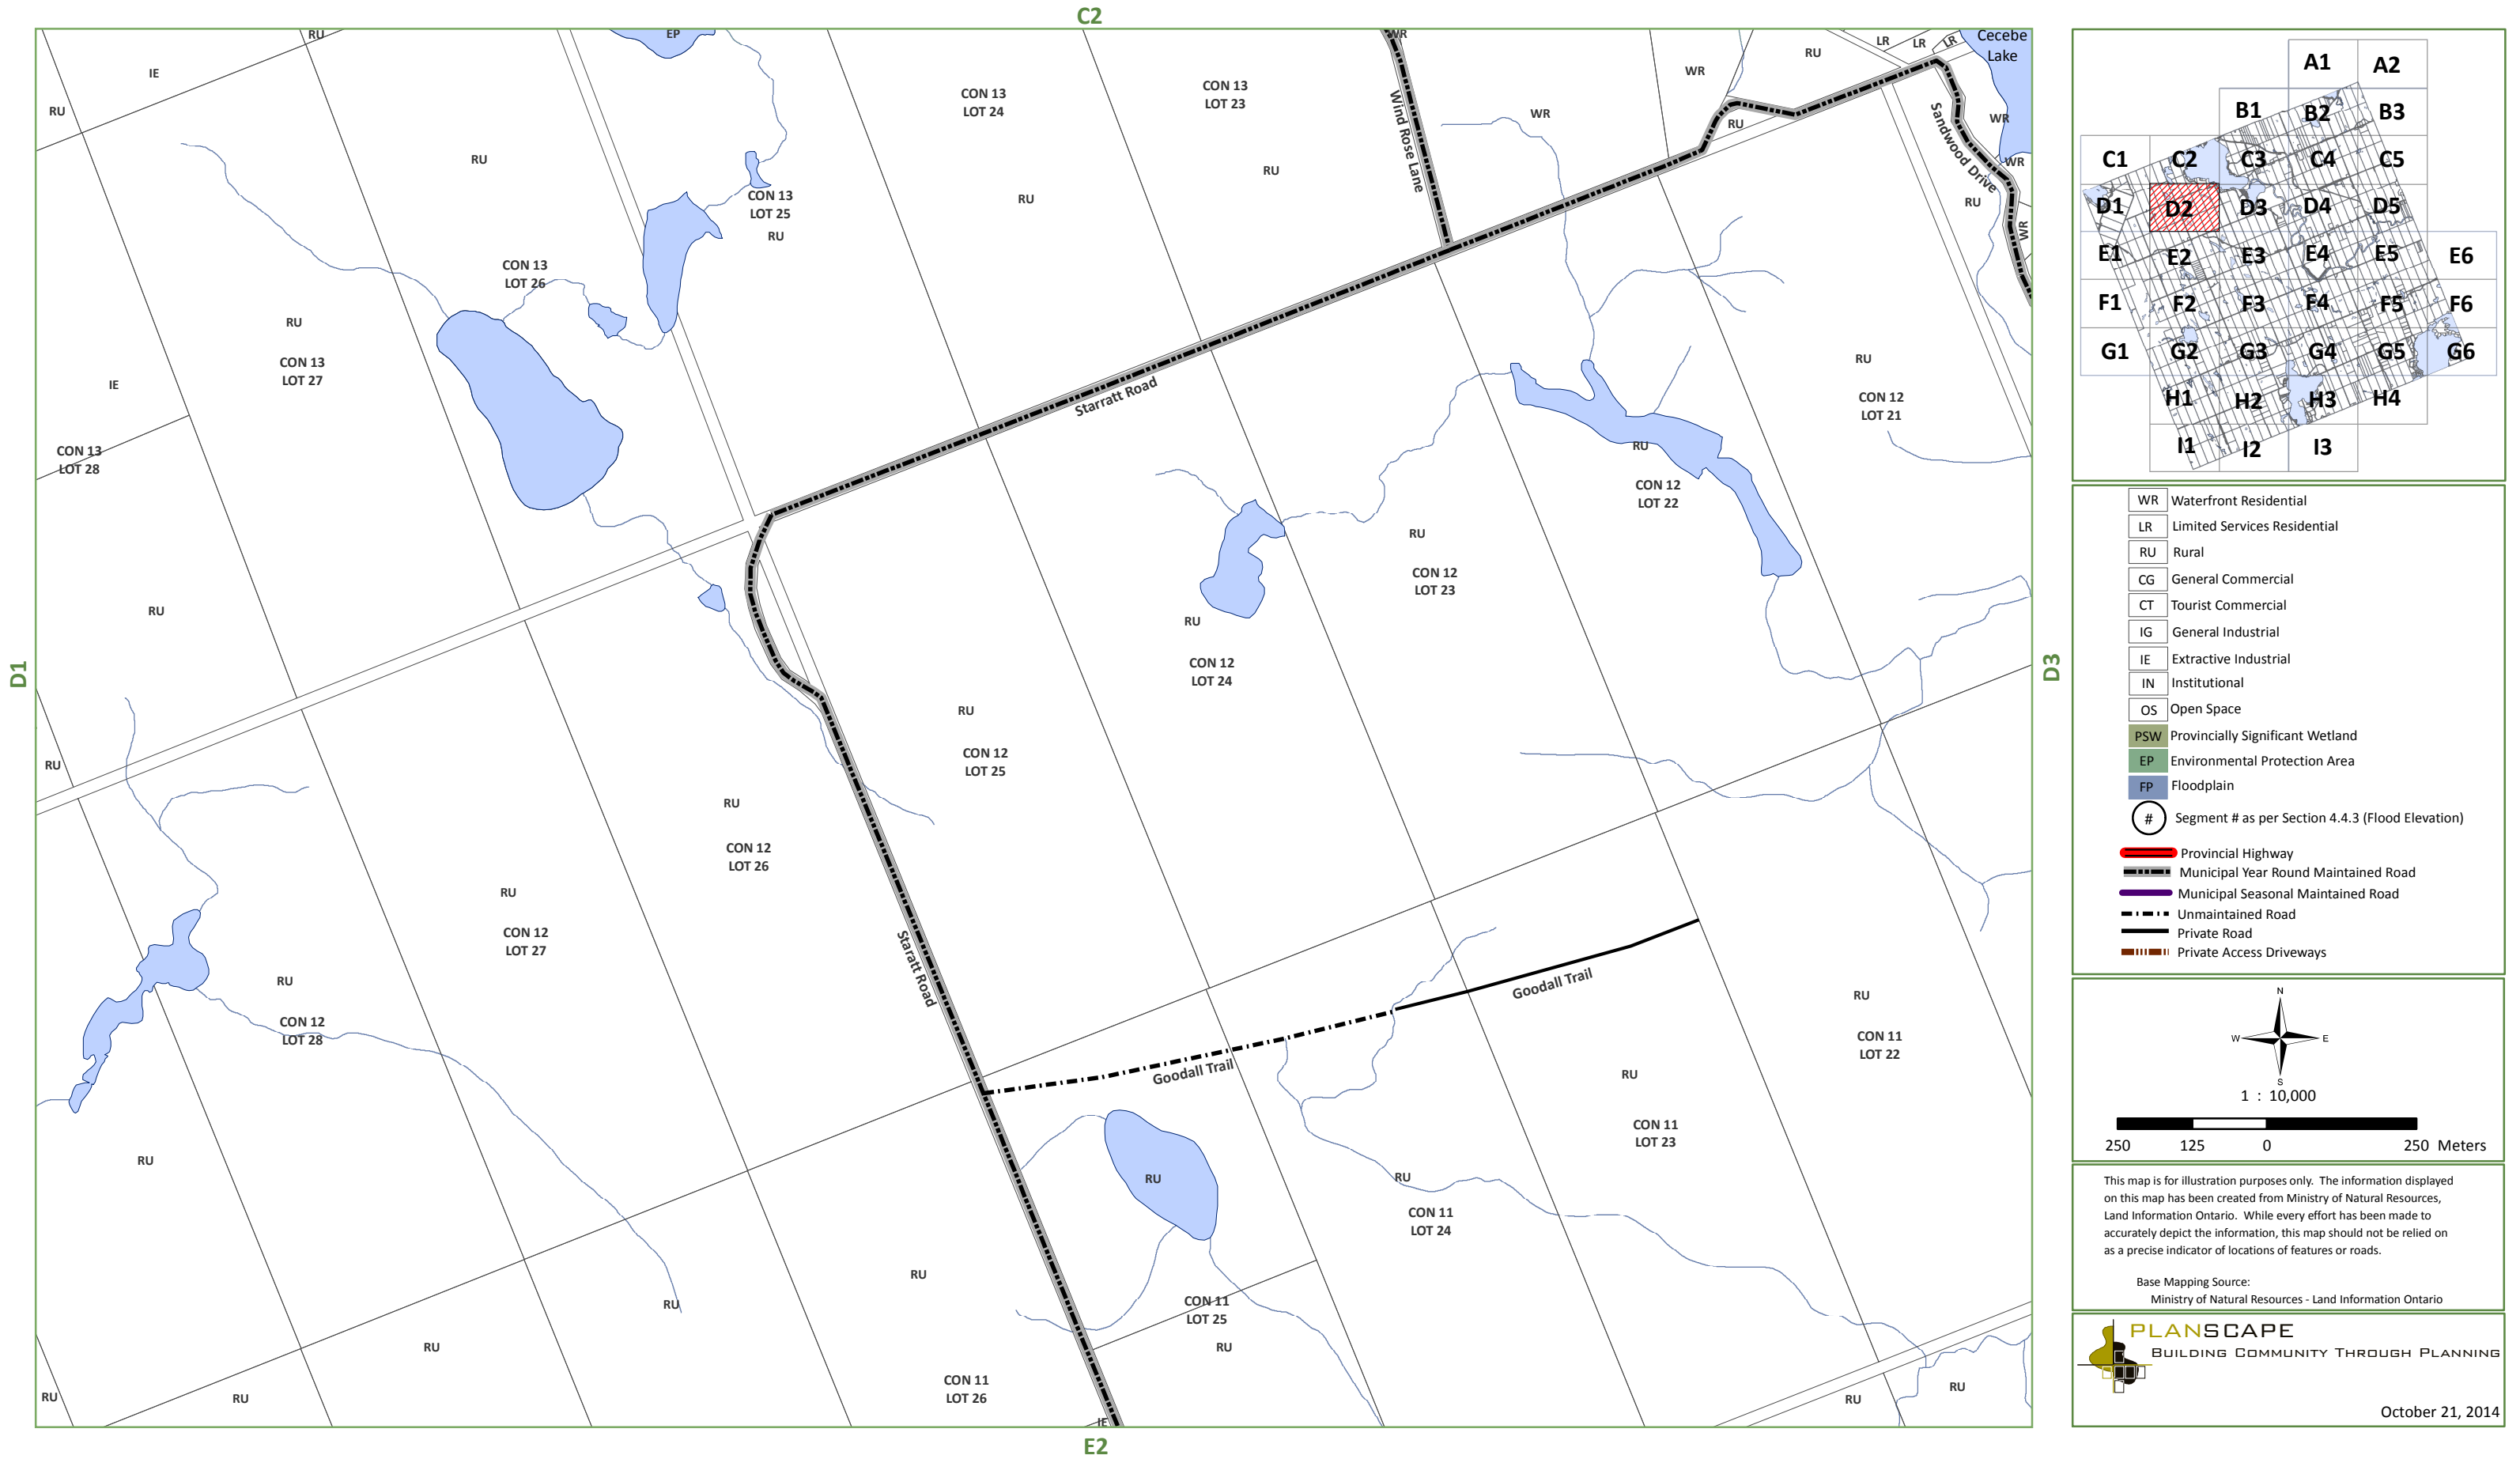 C2
RU
EP
WR
LR
LR
LR
Cecebe
Lake
IE
RU
WR
RU
CON 13
LOT 24
CON 13
LOT 23
Wind Rose Lane
WR
RU
Sandwood Drive
WR
RU
RU
RU
RU
CON 13
LOT 25
RU
WR
RU
WR
CON 13
LOT 26
RU
CON 13
LOT 27
IE
Starratt Road
RU
CON 12
LOT 21
CON 13
LOT 28
RU
CON 12
LOT 22
RU
CON 12
LOT 23
RU
RU
CON 12
LOT 24
D1
D3
RU
CON 12
LOT 25
RU
RU
CON 12
LOT 26
RU
CON 12
LOT 27
Staratt Road
RU
CON 12
LOT 28
Goodall Trail
RU
CON 11
LOT 22
Goodall Trail
RU
CON 11
LOT 23
RU
RU
RU
CON 11
LOT 24
RU
RU
CON 11
LOT 25
RU
RU
CON 11
LOT 26
RU
RU
RU
RU
IE
E2
A1 A2
B1 B2 B3
C1 C2 C3 C4 C5
D1 D2 D3 D4 D5
E1 E2 E3 E4 E5 E6
F1 F2 F3 F4 F5 F6
G1 G2 G3 G4 G5 G6
H1 H2 H3 H4
I1 I2 I3
WR Waterfront Residential
LR Limited Services Residential
RU Rural
CG General Commercial
CT Tourist Commercial
IG General Industrial
IE Extractive Industrial
IN Institutional
OS Open Space
PSW Provincially Significant Wetland
EP Environmental Protection Area
FP Floodplain
# Segment # as per Section 4.4.3 (Flood Elevation)
Provincial Highway
Municipal Year Round Maintained Road
Municipal Seasonal Maintained Road
Unmaintained Road
Private Road
Private Access Driveways
N
W E
S
1 : 10,000
250 125 0 250 Meters
This map is for illustration purposes only. The information displayed
on this map has been created from Ministry of Natural Resources,
Land Information Ontario. While every effort has been made to
accurately depict the information, this map should not be relied on
as a precise indicator of locations of features or roads.
Base Mapping Source:
Ministry of Natural Resources - Land Information Ontario
PLANSCAPE
BUILDING COMMUNITY THROUGH PLANNING
October 21, 2014